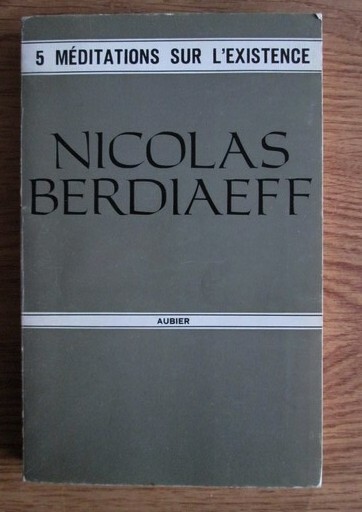 5 MÉDITATIONS SUR L'EXISTENCE
NICOLAS
BERDIAEFF
AUBIER